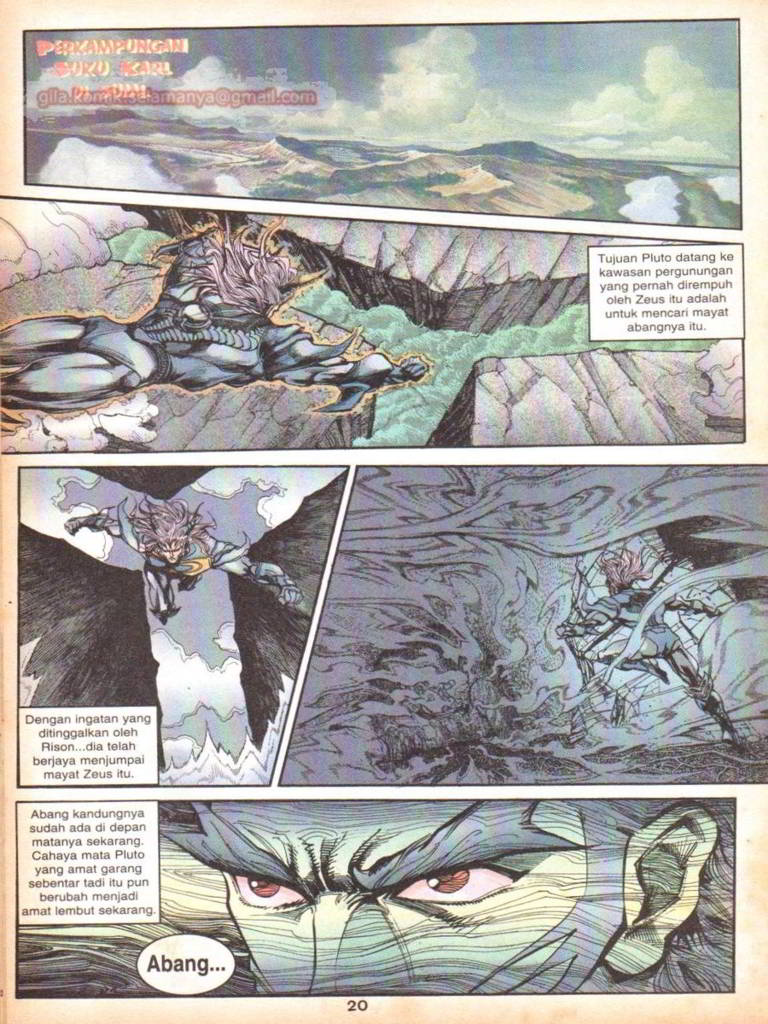 PERKAMPUNGAN
SUKU KARL
DI
gila.komik.selamanya@gmail.com
Tujuan Pluto datang ke
kawasan pergunungan
yang pernah dirempuh
oleh Zeus itu adalah
untuk mencari mayat
abangnya itu.
Dengan ingatan yang
ditinggalkan oleh
Rison...dia telah
berjaya menjumpai
mayat Zeus itu.
Abang kandungnya
sudah ada di depan
matanya sekarang.
Cahaya mata Pluto
yang amat garang
sebentar tadi itu pun
berubah menjadi
amat lembut sekarang.
Abang...
20